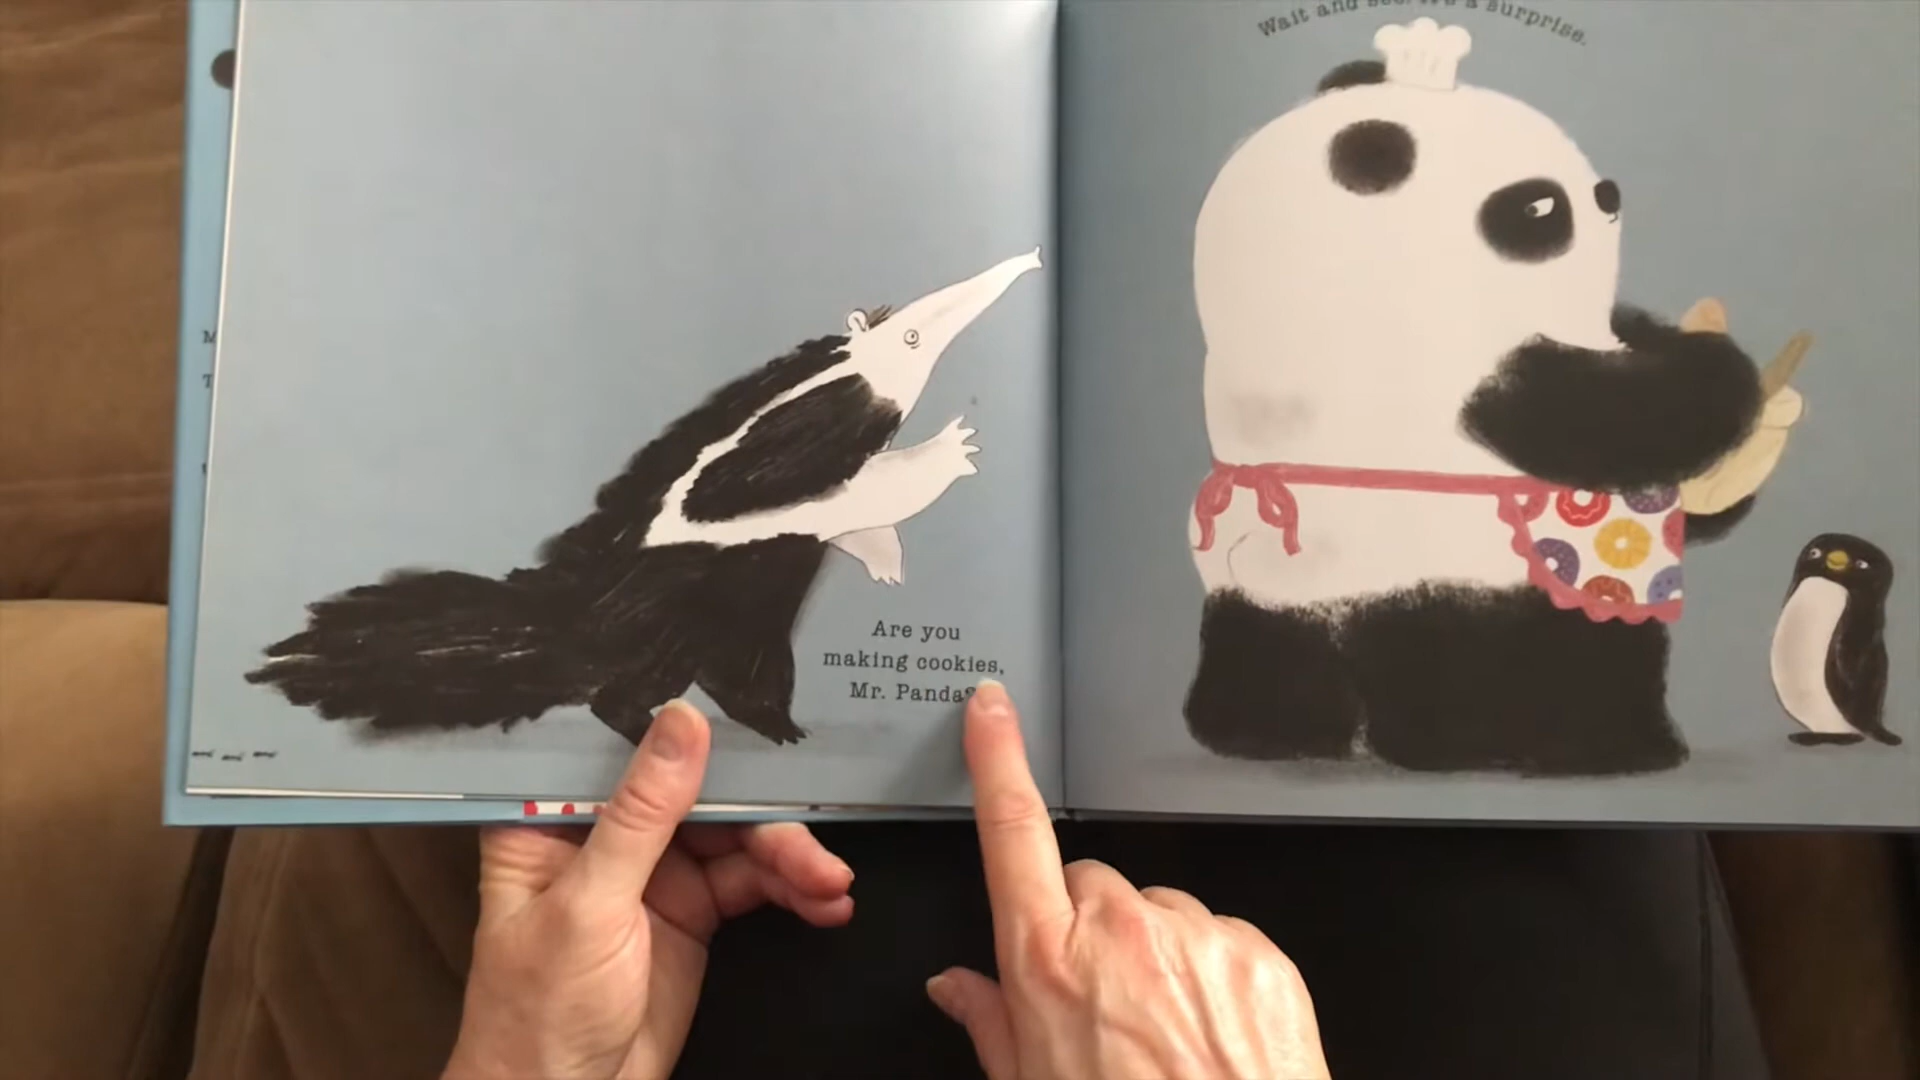 Are you
making cookies,
Mr. Panda?
Wait and see. It's a surprise.